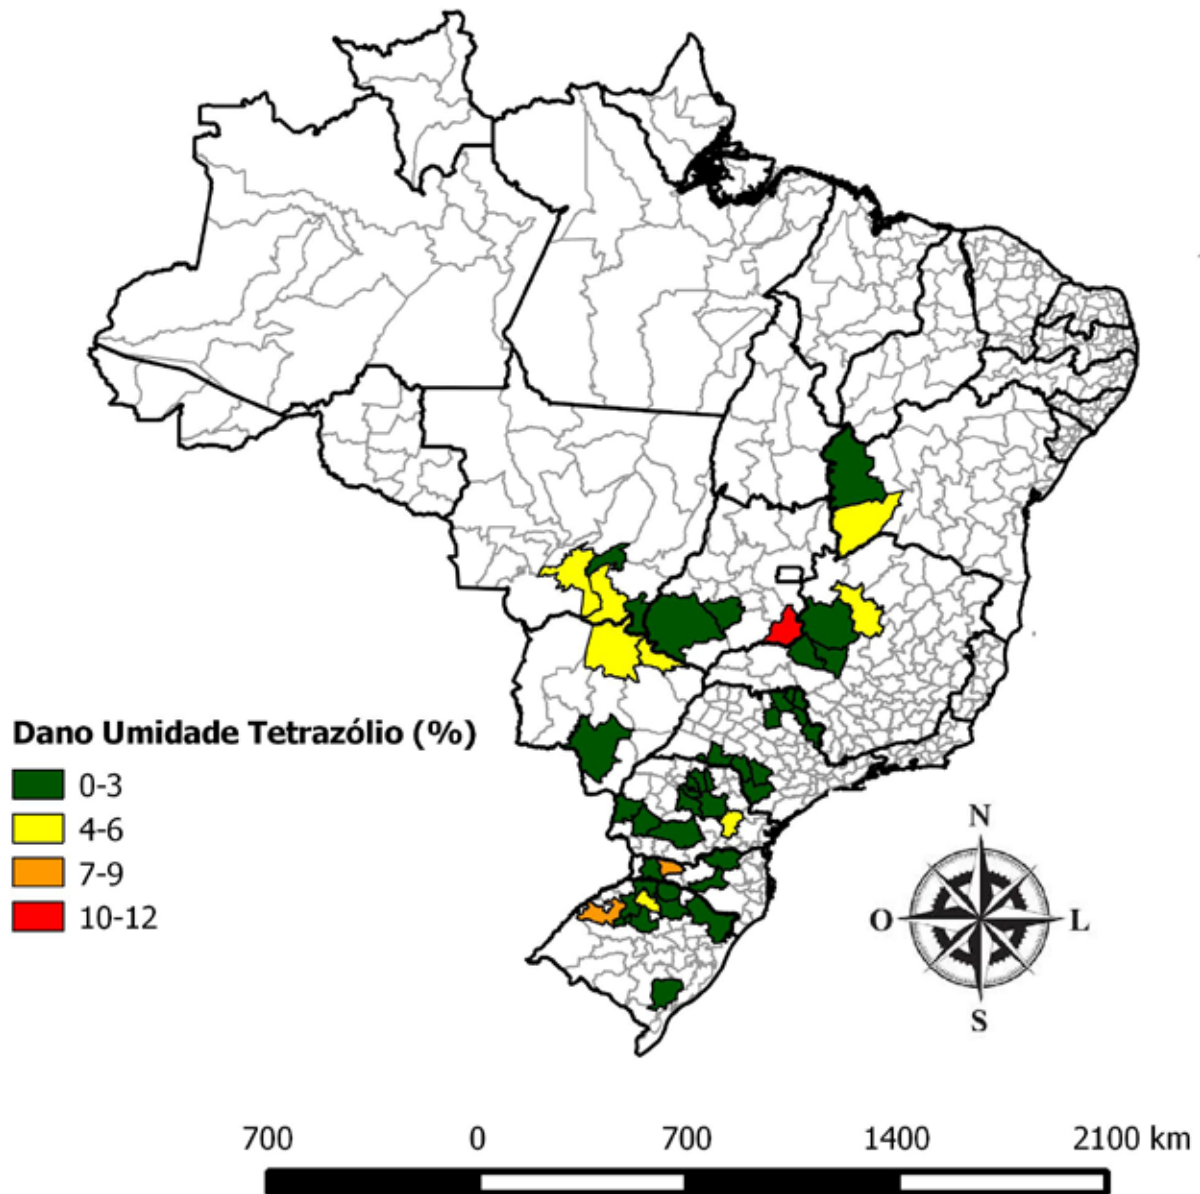 Dano Umidade Tetrazólio (%)
0-3
4-6
7-9
10-12
N
O
L
S
700 0 700 1400 2100 km